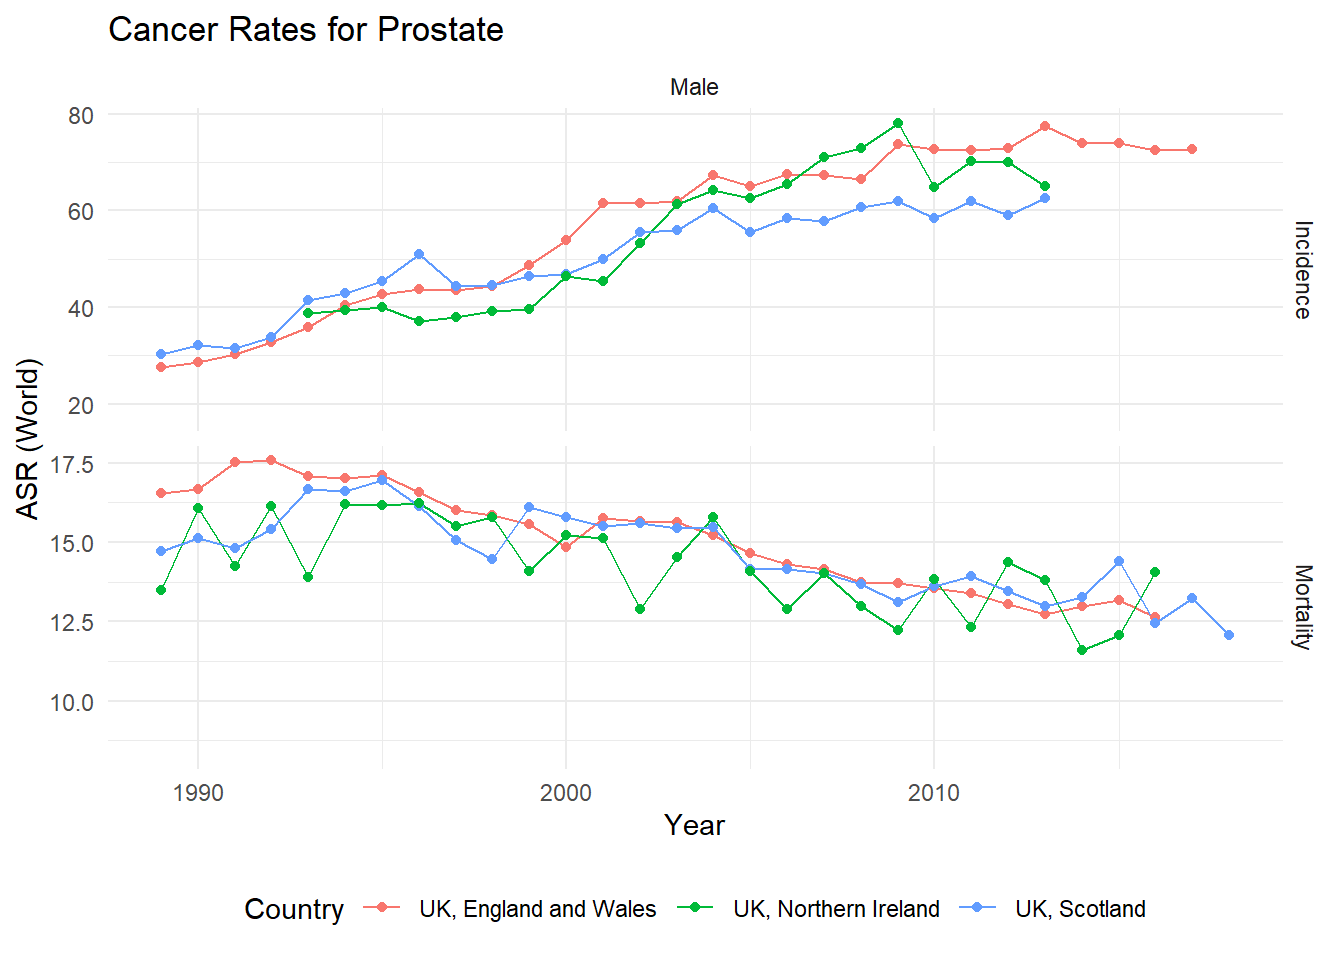 Cancer Rates for Prostate
Male
80
60
40
20
Incidence
17.5
15.0
12.5
10.0
Mortality
ASR (World)
1990 2000 2010
Year
Country UK, England and Wales UK, Northern Ireland UK, Scotland